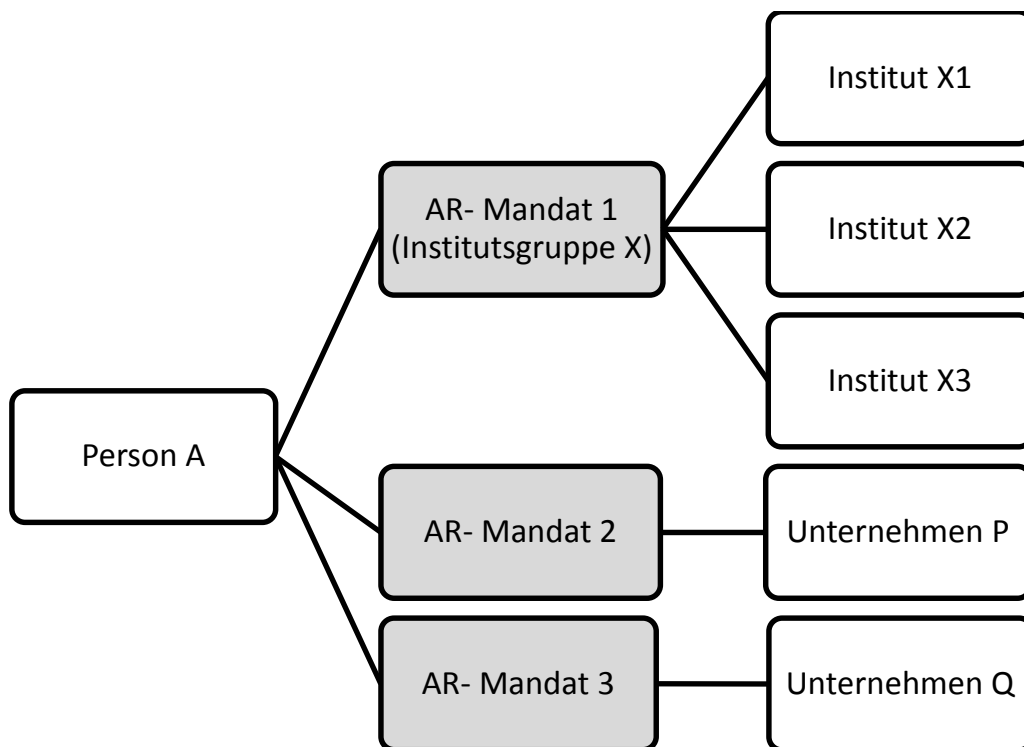 Institut X1
AR- Mandat 1
(Institutsgruppe X)
Institut X2
Institut X3
Person A
AR- Mandat 2
Unternehmen P
AR- Mandat 3
Unternehmen Q